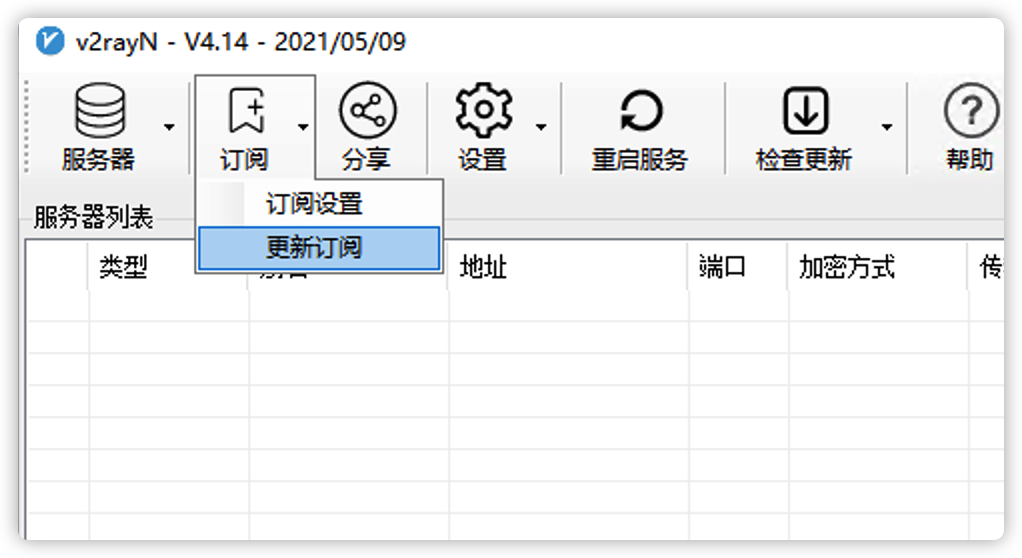 v2rayN - V4.14 - 2021/05/09
服务器 订阅 分享 设置 重启服务 检查更新 帮助
订阅设置
更新订阅
服务器列表
类型 地址 端口 加密方式 传